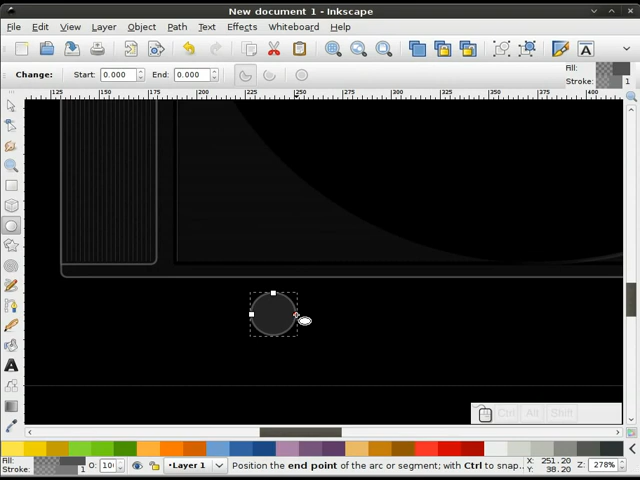 New document 1 - Inkscape
File Edit View Layer Object Path Text Effects Whiteboard Help
Change: Start: 0.000 End: 0.000
Fill:
Stroke: 1
125 150 175 200 225 250 275 300 325 350 375 400
Ctrl Alt Shift
Fill:
Stroke: 1 O: 10 •Layer 1 Position the end point of the arc or segment; with Ctrl to snap... X: 251.20 Y: 38.20 Z: 278%